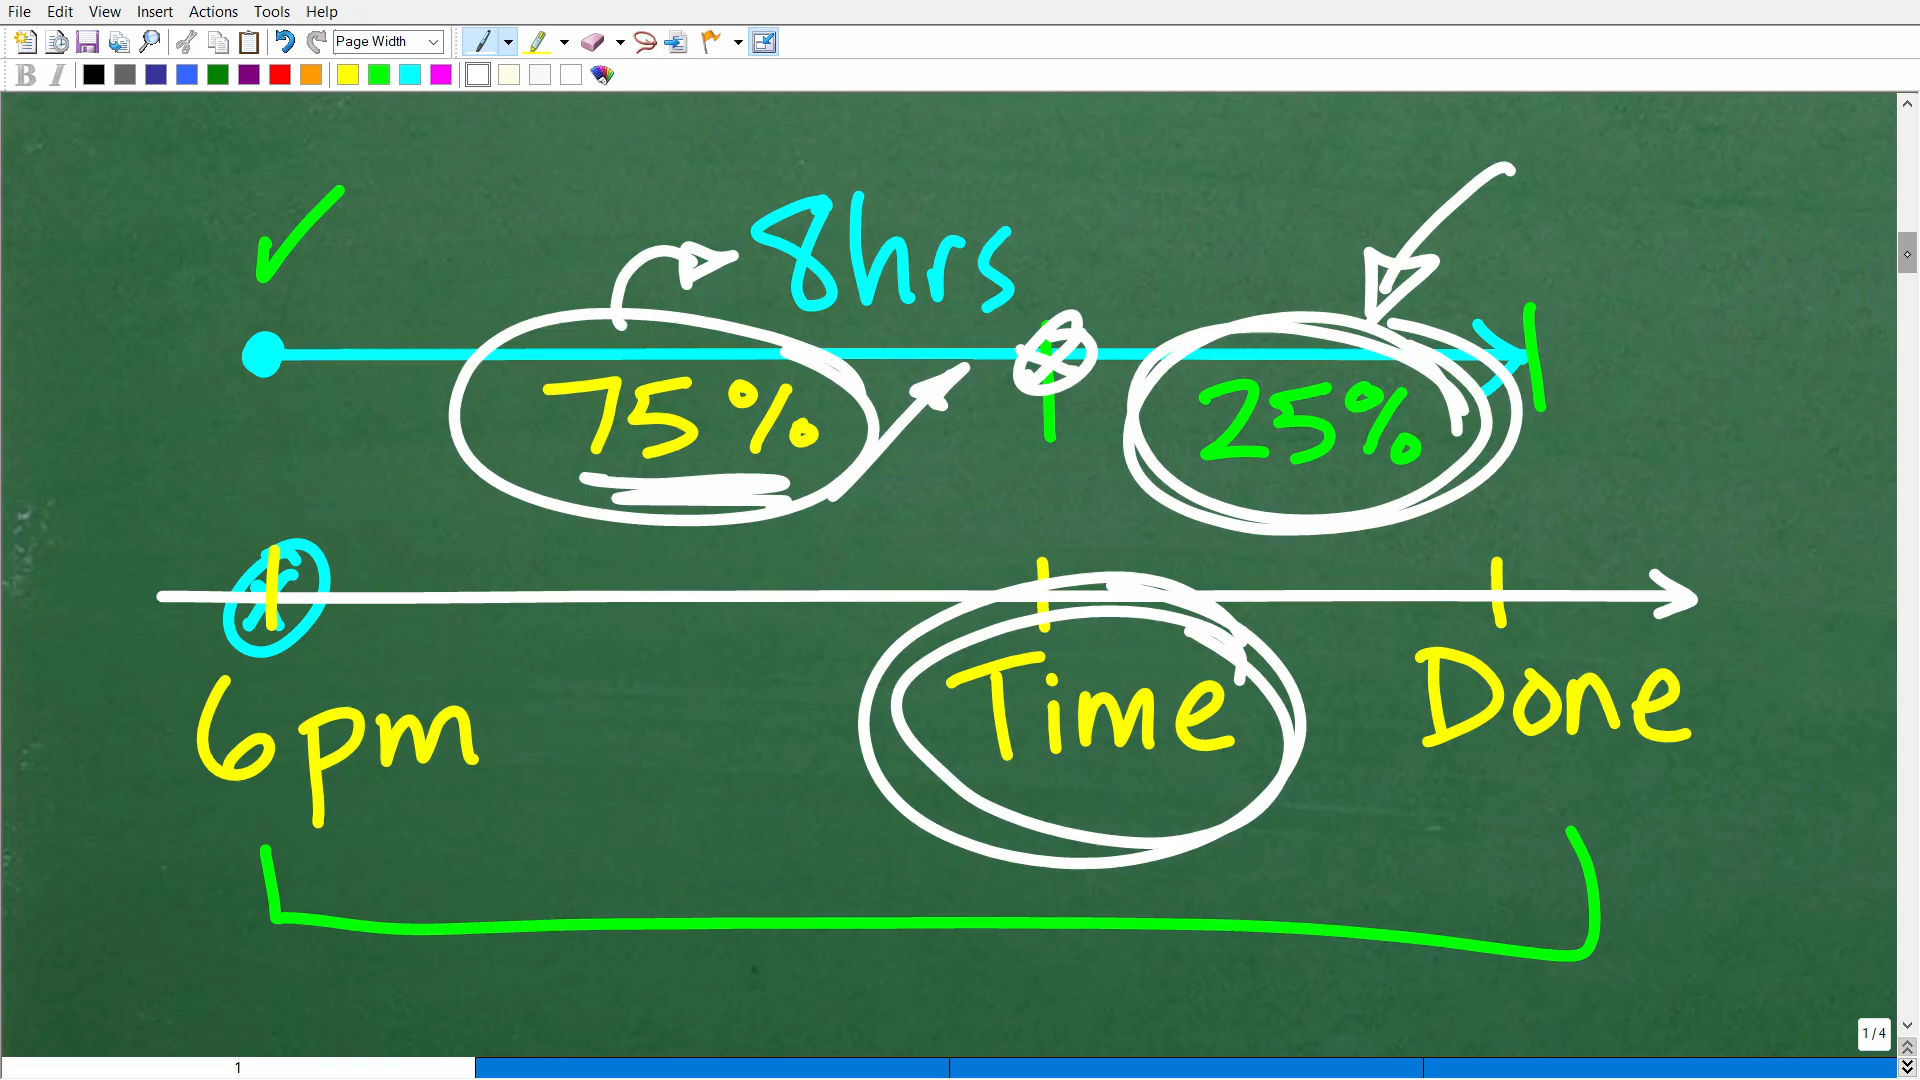 File Edit View Insert Actions Tools Help
Page Width
B I
8hrs
75% 25%
6pm Time Done
1 / 4
1